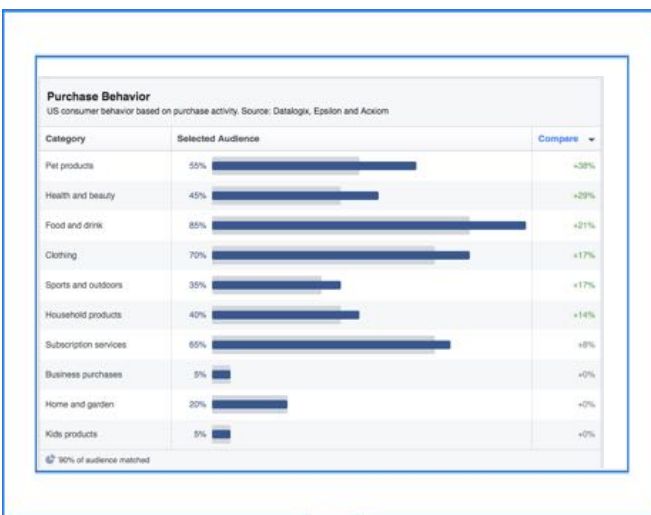 Purchase Behavior
US consumer behavior based on purchase activity. Source: Datalogix, Epsilon and Acxiom
Category Selected Audience Compare
Pet products 55% +38%
Health and beauty 45% +29%
Food and drink 85% +21%
Clothing 70% +17%
Sports and outdoors 35% +17%
Household products 40% +14%
Subscription services 65% +8%
Business purchases 5% +0%
Home and garden 20% +0%
Kids products 5% +0%
90% of audience matched